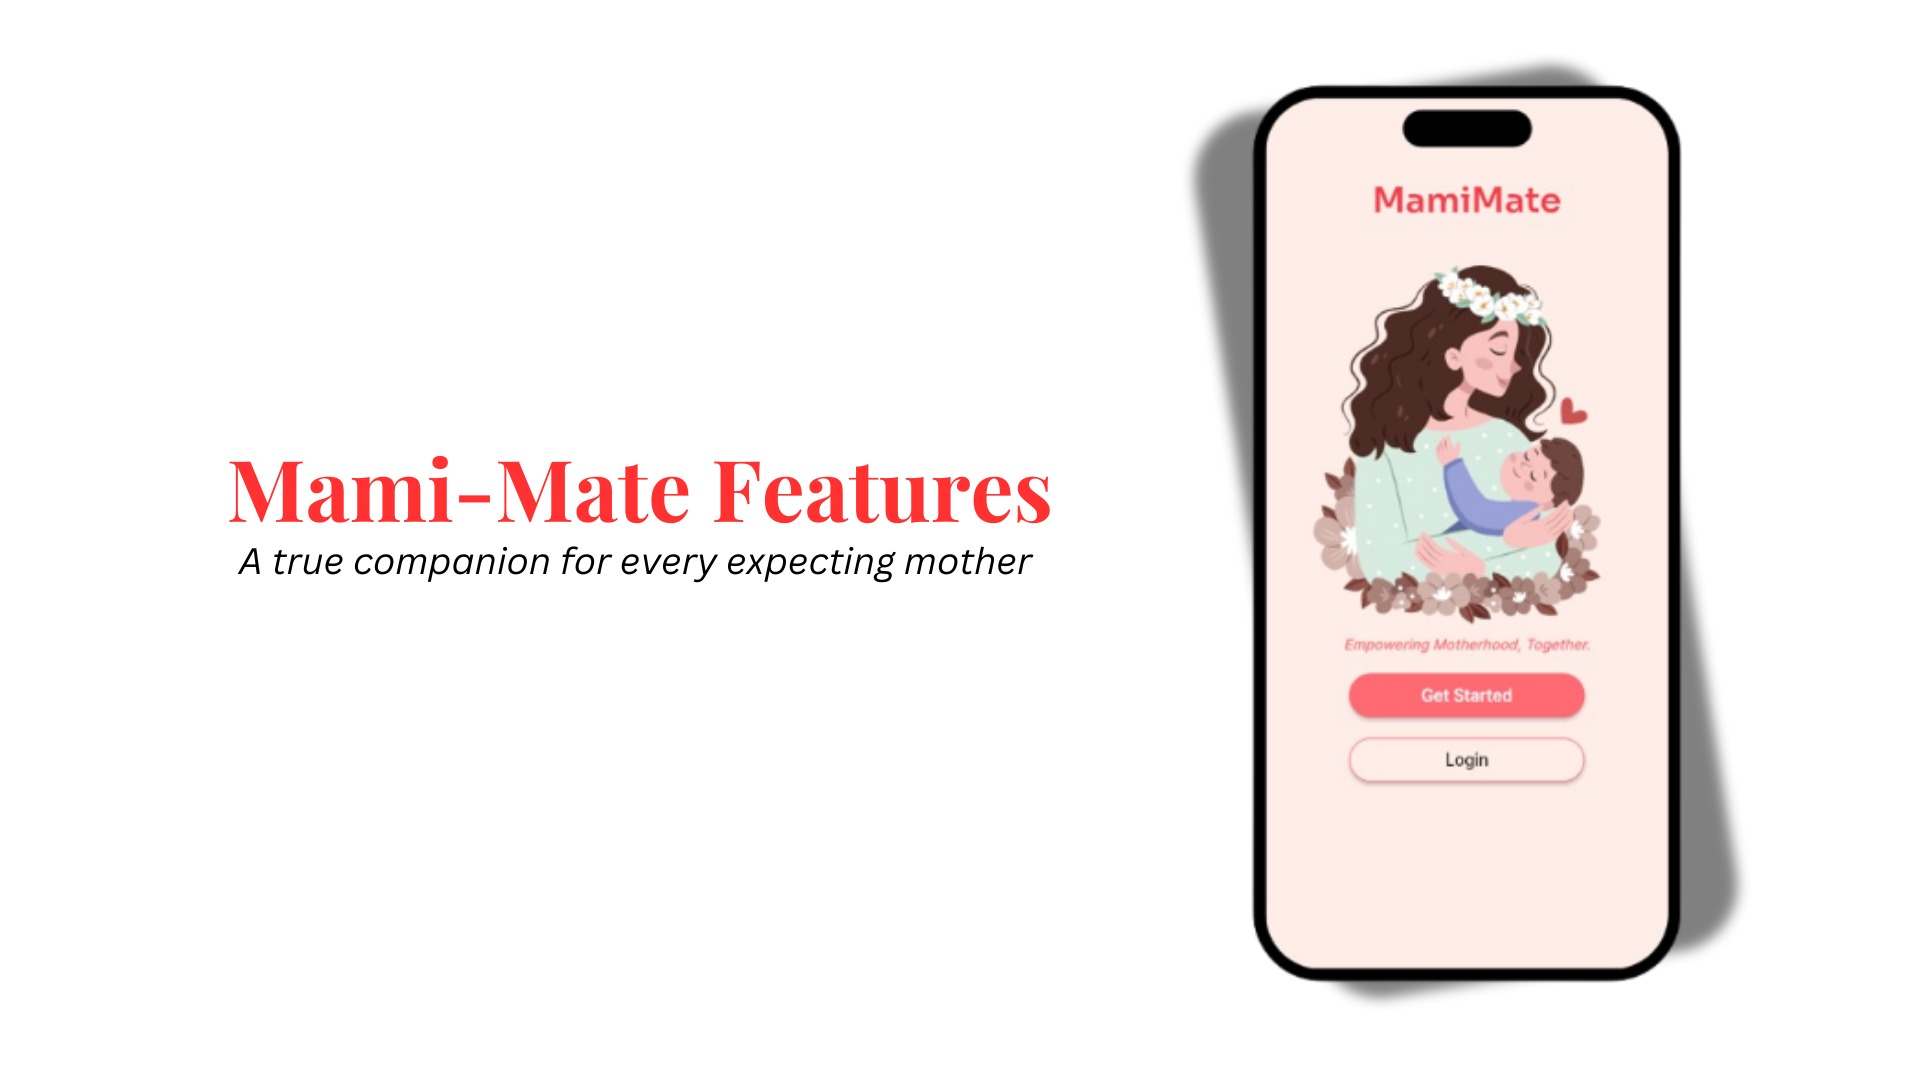 Mami-Mate Features
A true companion for every expecting mother
MamiMate
Empowering Motherhood, Together.
Get Started
Login